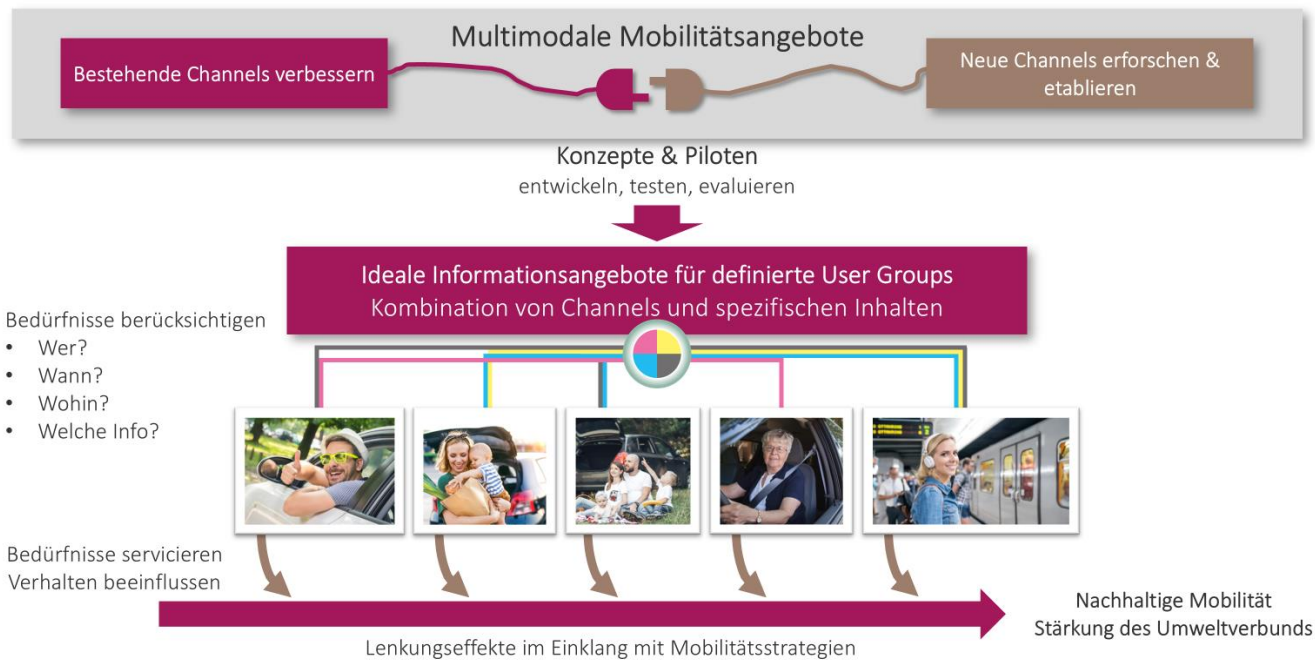 Multimodale Mobilitätsangebote
Bestehende Channels verbessern
Neue Channels erforschen &
etablieren
Konzepte & Piloten
entwickeln, testen, evaluieren
Ideale Informationsangebote für definierte User Groups
Kombination von Channels und spezifischen Inhalten
Bedürfnisse berücksichtigen
• Wer?
• Wann?
• Wohin?
• Welche Info?
Bedürfnisse servicieren
Verhalten beeinflussen
Nachhaltige Mobilität
Stärkung des Umweltverbunds
Lenkungseffekte im Einklang mit Mobilitätsstrategien